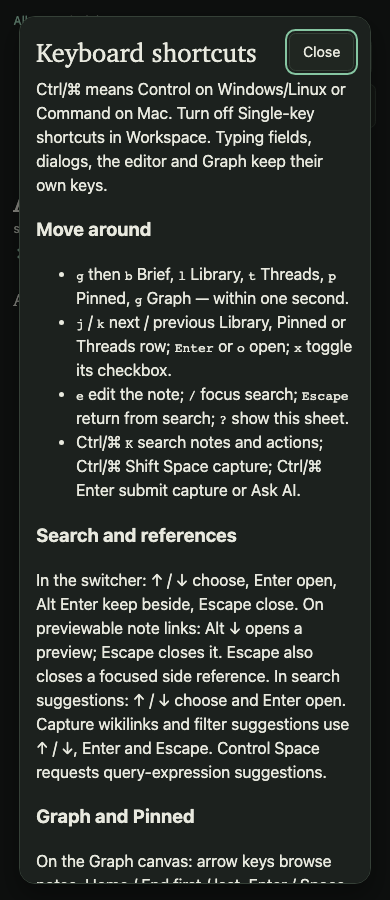 Keyboard shortcuts
Close
Ctrl/⌘ means Control on Windows/Linux or
Command on Mac. Turn off Single-key
shortcuts in Workspace. Typing fields,
dialogs, the editor and Graph keep their
own keys.
Move around
• g then b Brief, l Library, t Threads, p
Pinned, g Graph — within one second.
• j / k next / previous Library, Pinned or
Threads row; Enter or o open; x toggle
its checkbox.
• e edit the note; / focus search; Escape
return from search; ? show this sheet.
• Ctrl/⌘ K search notes and actions;
Ctrl/⌘ Shift Space capture; Ctrl/⌘
Enter submit capture or Ask AI.
Search and references
In the switcher: ↑ / ↓ choose, Enter open,
Alt Enter keep beside, Escape close. On
previewable note links: Alt ↓ opens a
preview; Escape closes it. Escape also
closes a focused side reference. In search
suggestions: ↑ / ↓ choose and Enter open.
Capture wikilinks and filter suggestions use
↑ / ↓, Enter and Escape. Control Space
requests query-expression suggestions.
Graph and Pinned
On the Graph canvas: arrow keys browse
notes, Home / End first / last, Enter / Space